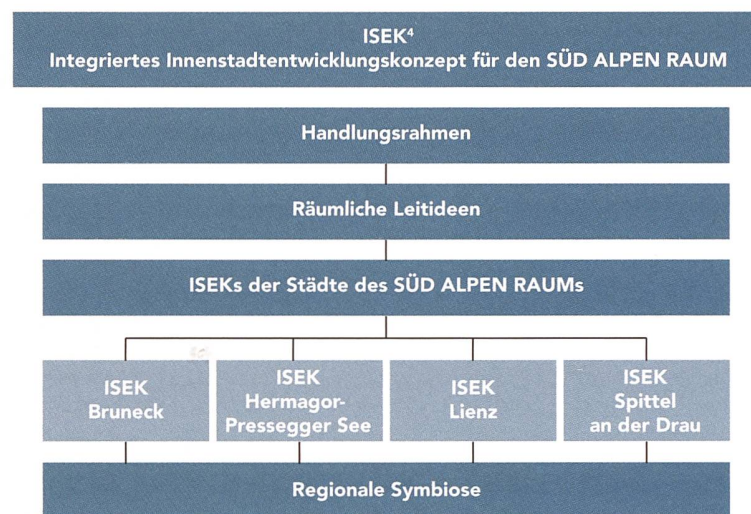 ISEK⁴
Integriertes Innenstadtentwicklungskonzept für den SÜD ALPEN RAUM
Handlungsrahmen
Räumliche Leitideen
ISEKs der Städte des SÜD ALPEN RAUMs
ISEK
Bruneck
ISEK
Hermagor-
Pressegger See
ISEK
Lienz
ISEK
Spittel
an der Drau
Regionale Symbiose